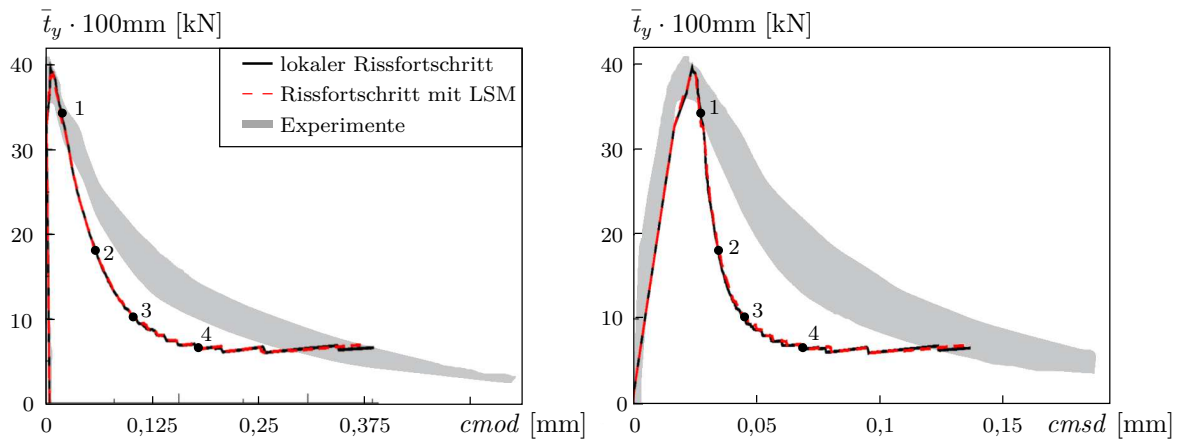 t̄_y · 100mm [kN]
40
30
20
10
0
lokaler Rissfortschritt
Rissfortschritt mit LSM
Experimente
1
2
3
4
0 0,125 0,25 0,375 cmod [mm]
t̄_y · 100mm [kN]
40
30
20
10
0
1
2
3
4
0 0,05 0,1 0,15 cmsd [mm]